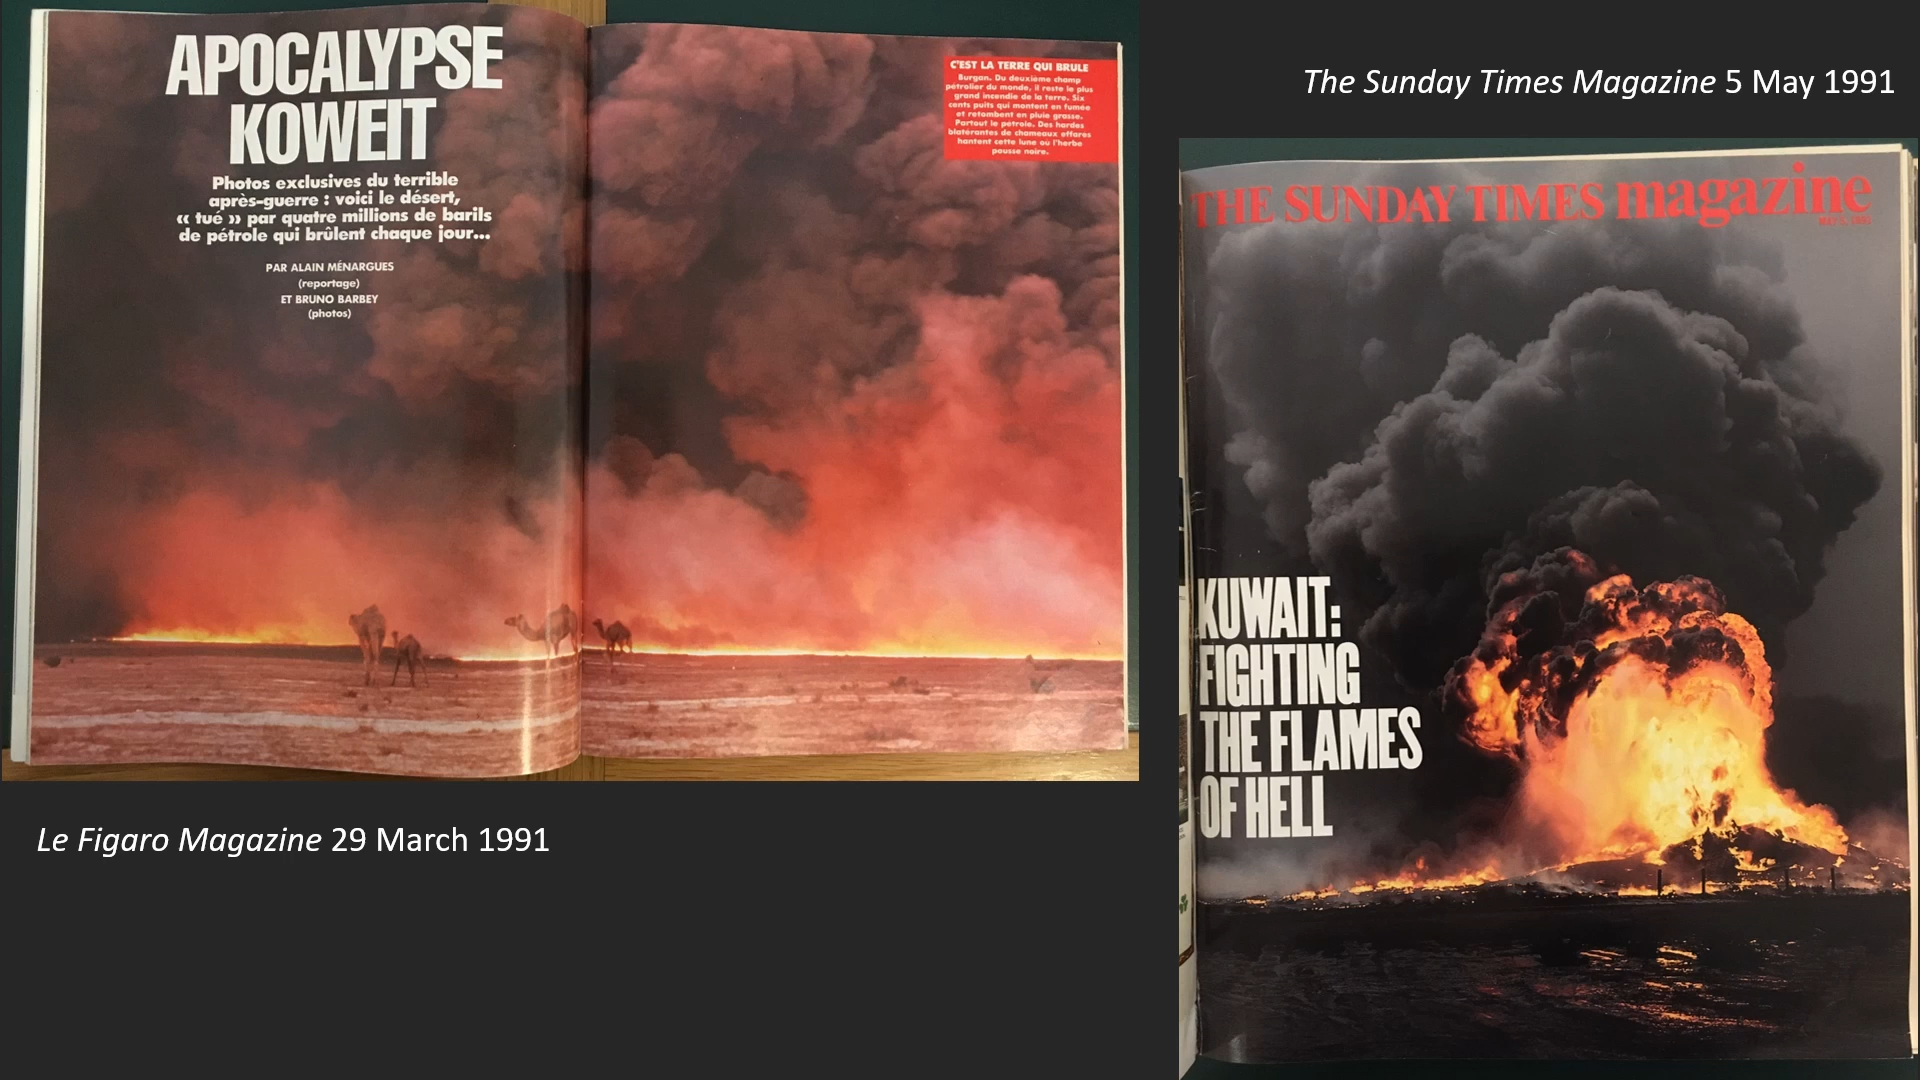 APOCALYPSE
KOWEIT
Photos exclusives du terrible
après-guerre : voici le désert,
« tué » par quatre millions de barils
de pétrole qui brûlent chaque jour...
PAR ALAIN MÉNARGUES
(reportage)
ET BRUNO BARBEY
(photos)
C'EST LA TERRE QUI BRULE
Burgan. Du deuxième champ
pétrolier du monde, il reste le plus
grand incendie de la terre. Six
cents puits qui montent en fumée
et retombent en pluie grasse.
Partout le pétrole. Des hardes
blatérantes de chameaux effarés
hantent cette lune où l'herbe
pousse noire.
Le Figaro Magazine 29 March 1991
The Sunday Times Magazine 5 May 1991
THE SUNDAY TIMES magazine
MAY 5, 1991
KUWAIT:
FIGHTING
THE FLAMES
OF HELL